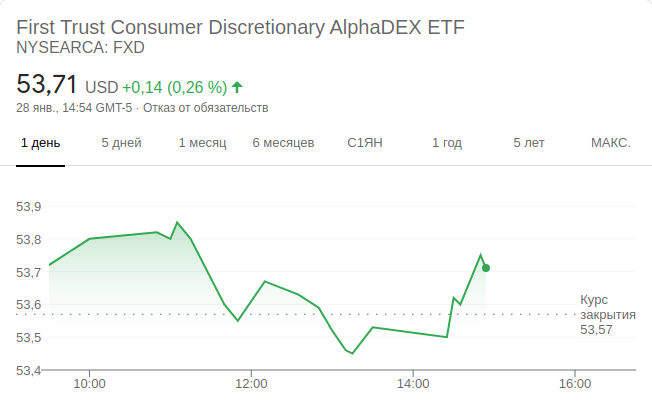 First Trust Consumer Discretionary AlphaDEX ETF
NYSEARCA: FXD
53,71 USD +0,14 (0,26 %)
28 янв., 14:54 GMT-5 · Отказ от обязательств
1 день 5 дней 1 месяц 6 месяцев С1ЯН 1 год 5 лет МАКС.
53,9
53,8
53,7
53,6
53,5
53,4
Курс
закрытия
53,57
10:00 12:00 14:00 16:00